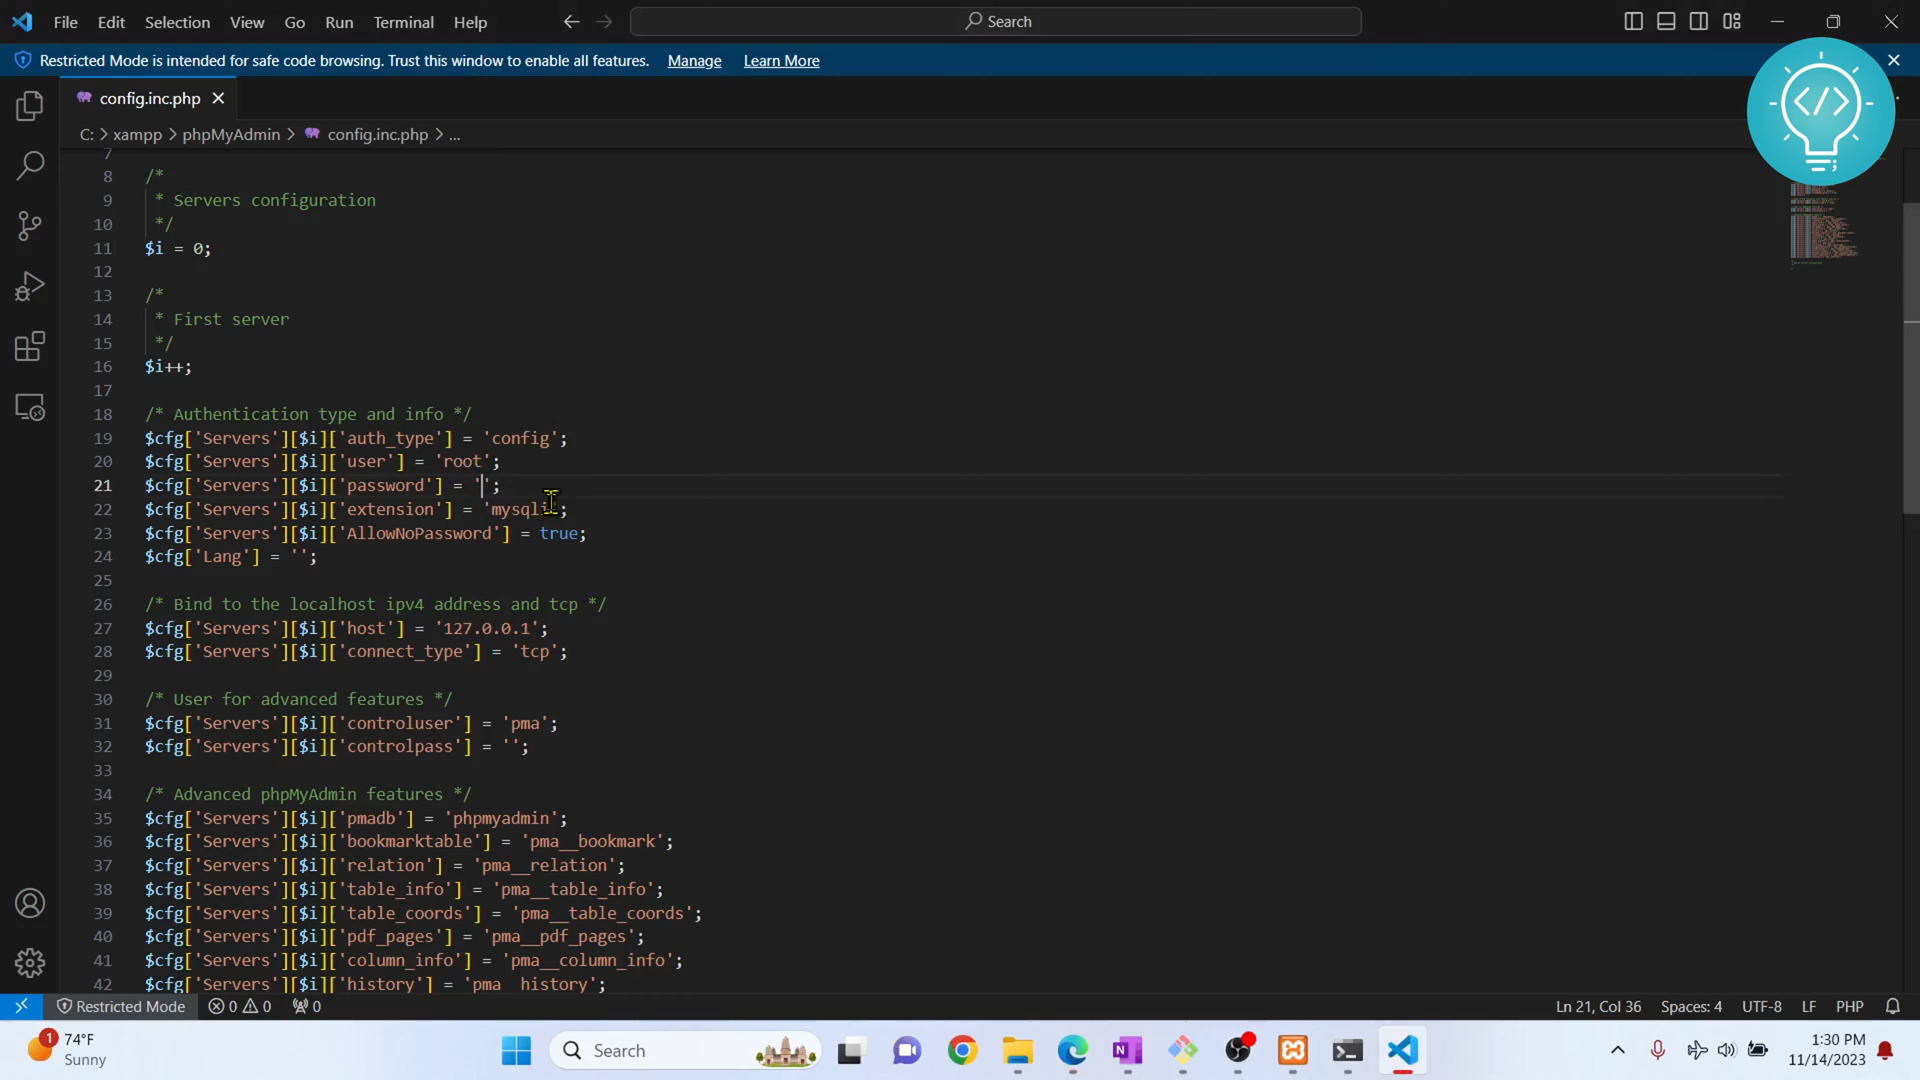 File Edit Selection View Go Run Terminal Help Search
Restricted Mode is intended for safe code browsing. Trust this window to enable all features. Manage Learn More
config.inc.php
C: > xampp > phpMyAdmin > config.inc.php > ...
7
8 /*
9 * Servers configuration
10 */
11 $i = 0;
12
13 /*
14 * First server
15 */
16 $i++;
17
18 /* Authentication type and info */
19 $cfg['Servers'][$i]['auth_type'] = 'config';
20 $cfg['Servers'][$i]['user'] = 'root';
21 $cfg['Servers'][$i]['password'] = '';
22 $cfg['Servers'][$i]['extension'] = 'mysqli';
23 $cfg['Servers'][$i]['AllowNoPassword'] = true;
24 $cfg['Lang'] = '';
25
26 /* Bind to the localhost ipv4 address and tcp */
27 $cfg['Servers'][$i]['host'] = '127.0.0.1';
28 $cfg['Servers'][$i]['connect_type'] = 'tcp';
29
30 /* User for advanced features */
31 $cfg['Servers'][$i]['controluser'] = 'pma';
32 $cfg['Servers'][$i]['controlpass'] = '';
33
34 /* Advanced phpMyAdmin features */
35 $cfg['Servers'][$i]['pmadb'] = 'phpmyadmin';
36 $cfg['Servers'][$i]['bookmarktable'] = 'pma__bookmark';
37 $cfg['Servers'][$i]['relation'] = 'pma__relation';
38 $cfg['Servers'][$i]['table_info'] = 'pma__table_info';
39 $cfg['Servers'][$i]['table_coords'] = 'pma__table_coords';
40 $cfg['Servers'][$i]['pdf_pages'] = 'pma__pdf_pages';
41 $cfg['Servers'][$i]['column_info'] = 'pma__column_info';
42 $cfg['Servers'][$i]['history'] = 'pma__history';
Restricted Mode 0 0 0 Ln 21, Col 36 Spaces: 4 UTF-8 LF PHP
1 74°F
Sunny
Search
1:30 PM
11/14/2023